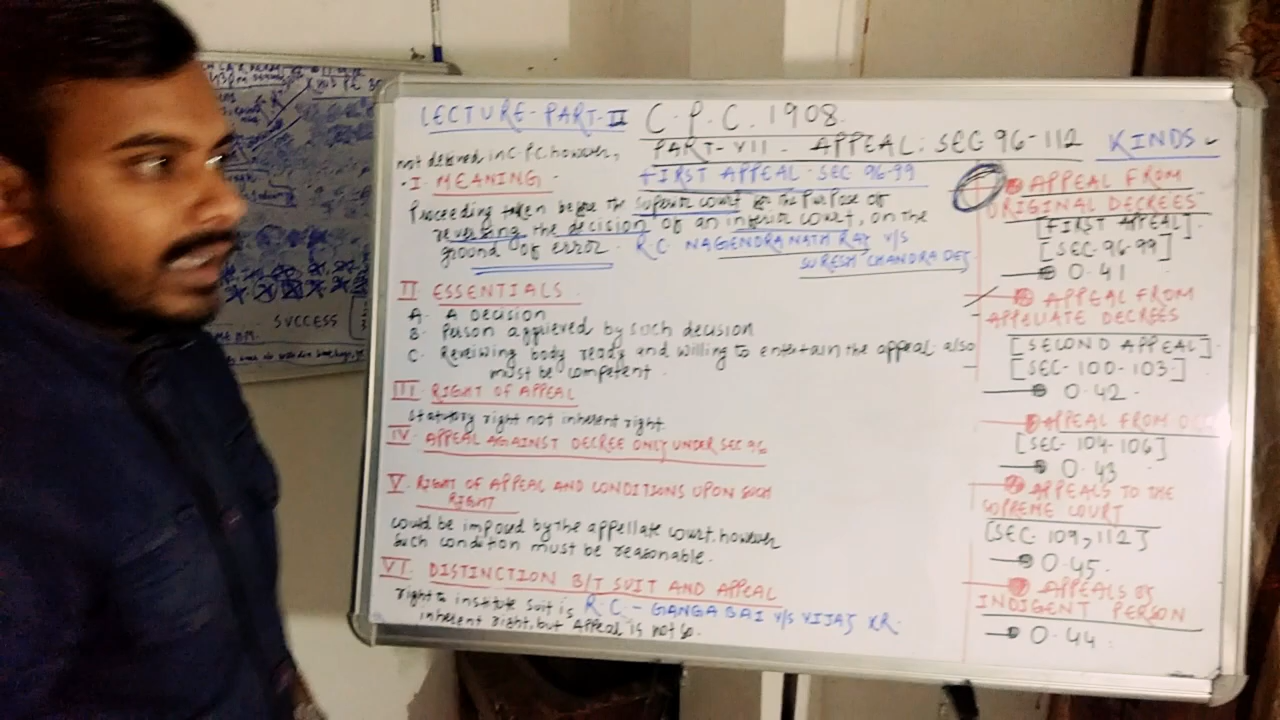 LECTURE-PART-II C.P.C. 1908.
PART-VII - APPEAL: SEC 96-112
not defined in C.P.C however,
FIRST APPEAL - SEC 96-99
I. MEANING
Proceeding taken before the superior court for the purpose of
reversing the decision of an inferior court, on the
ground of error. R.C NAGENDRA NATH RAY V/S
SURESH CHANDRA DEY
II ESSENTIALS
A. A Decision
B. Person aggrieved by such decision
C. Reveiwing body ready and willing to entertain the appeal, also
must be competent.
III RIGHT OF APPEAL
Statutory right not inherent right.
IV APPEAL AGAINST DECREE ONLY UNDER SEC 96
V. RIGHT OF APPEAL AND CONDITIONS UPON SUCH
RIGHT
could be imposed by the appellate court, however
such condition must be reasonable.
VI. DISTINCTION B/T SUIT AND APPEAL
right to institute suit is R.C - GANGA BAI V/S VIJAY KR.
inherent right, but Appeal is not so.
KINDS
APPEAL FROM
ORIGINAL DECREES
[FIRST APPEAL]
[SEC-96-99]
O.41
APPEAL FROM
APPELLATE DECREES
[SECOND APPEAL]
[SEC-100-103]
O.42
APPEAL FROM
[SEC-104-106]
O.43
APPEALS TO THE
SUPREME COURT
[SEC. 109, 112]
O.45.
APPEALS OF
INDIGENT PERSON
O.44
SUCCESS